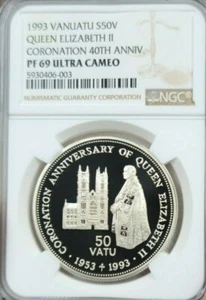 1993 VANUATU S50V
QUEEN ELIZABETH II
CORONATION 40TH ANNIV.
PF 69 ULTRA CAMEO
5930406-003
NUMISMATIC GUARANTY CORPORATION
NGC
CORONATION ANNIVERSARY OF QUEEN ELIZABETH II
50
VATU
1953 + 1993